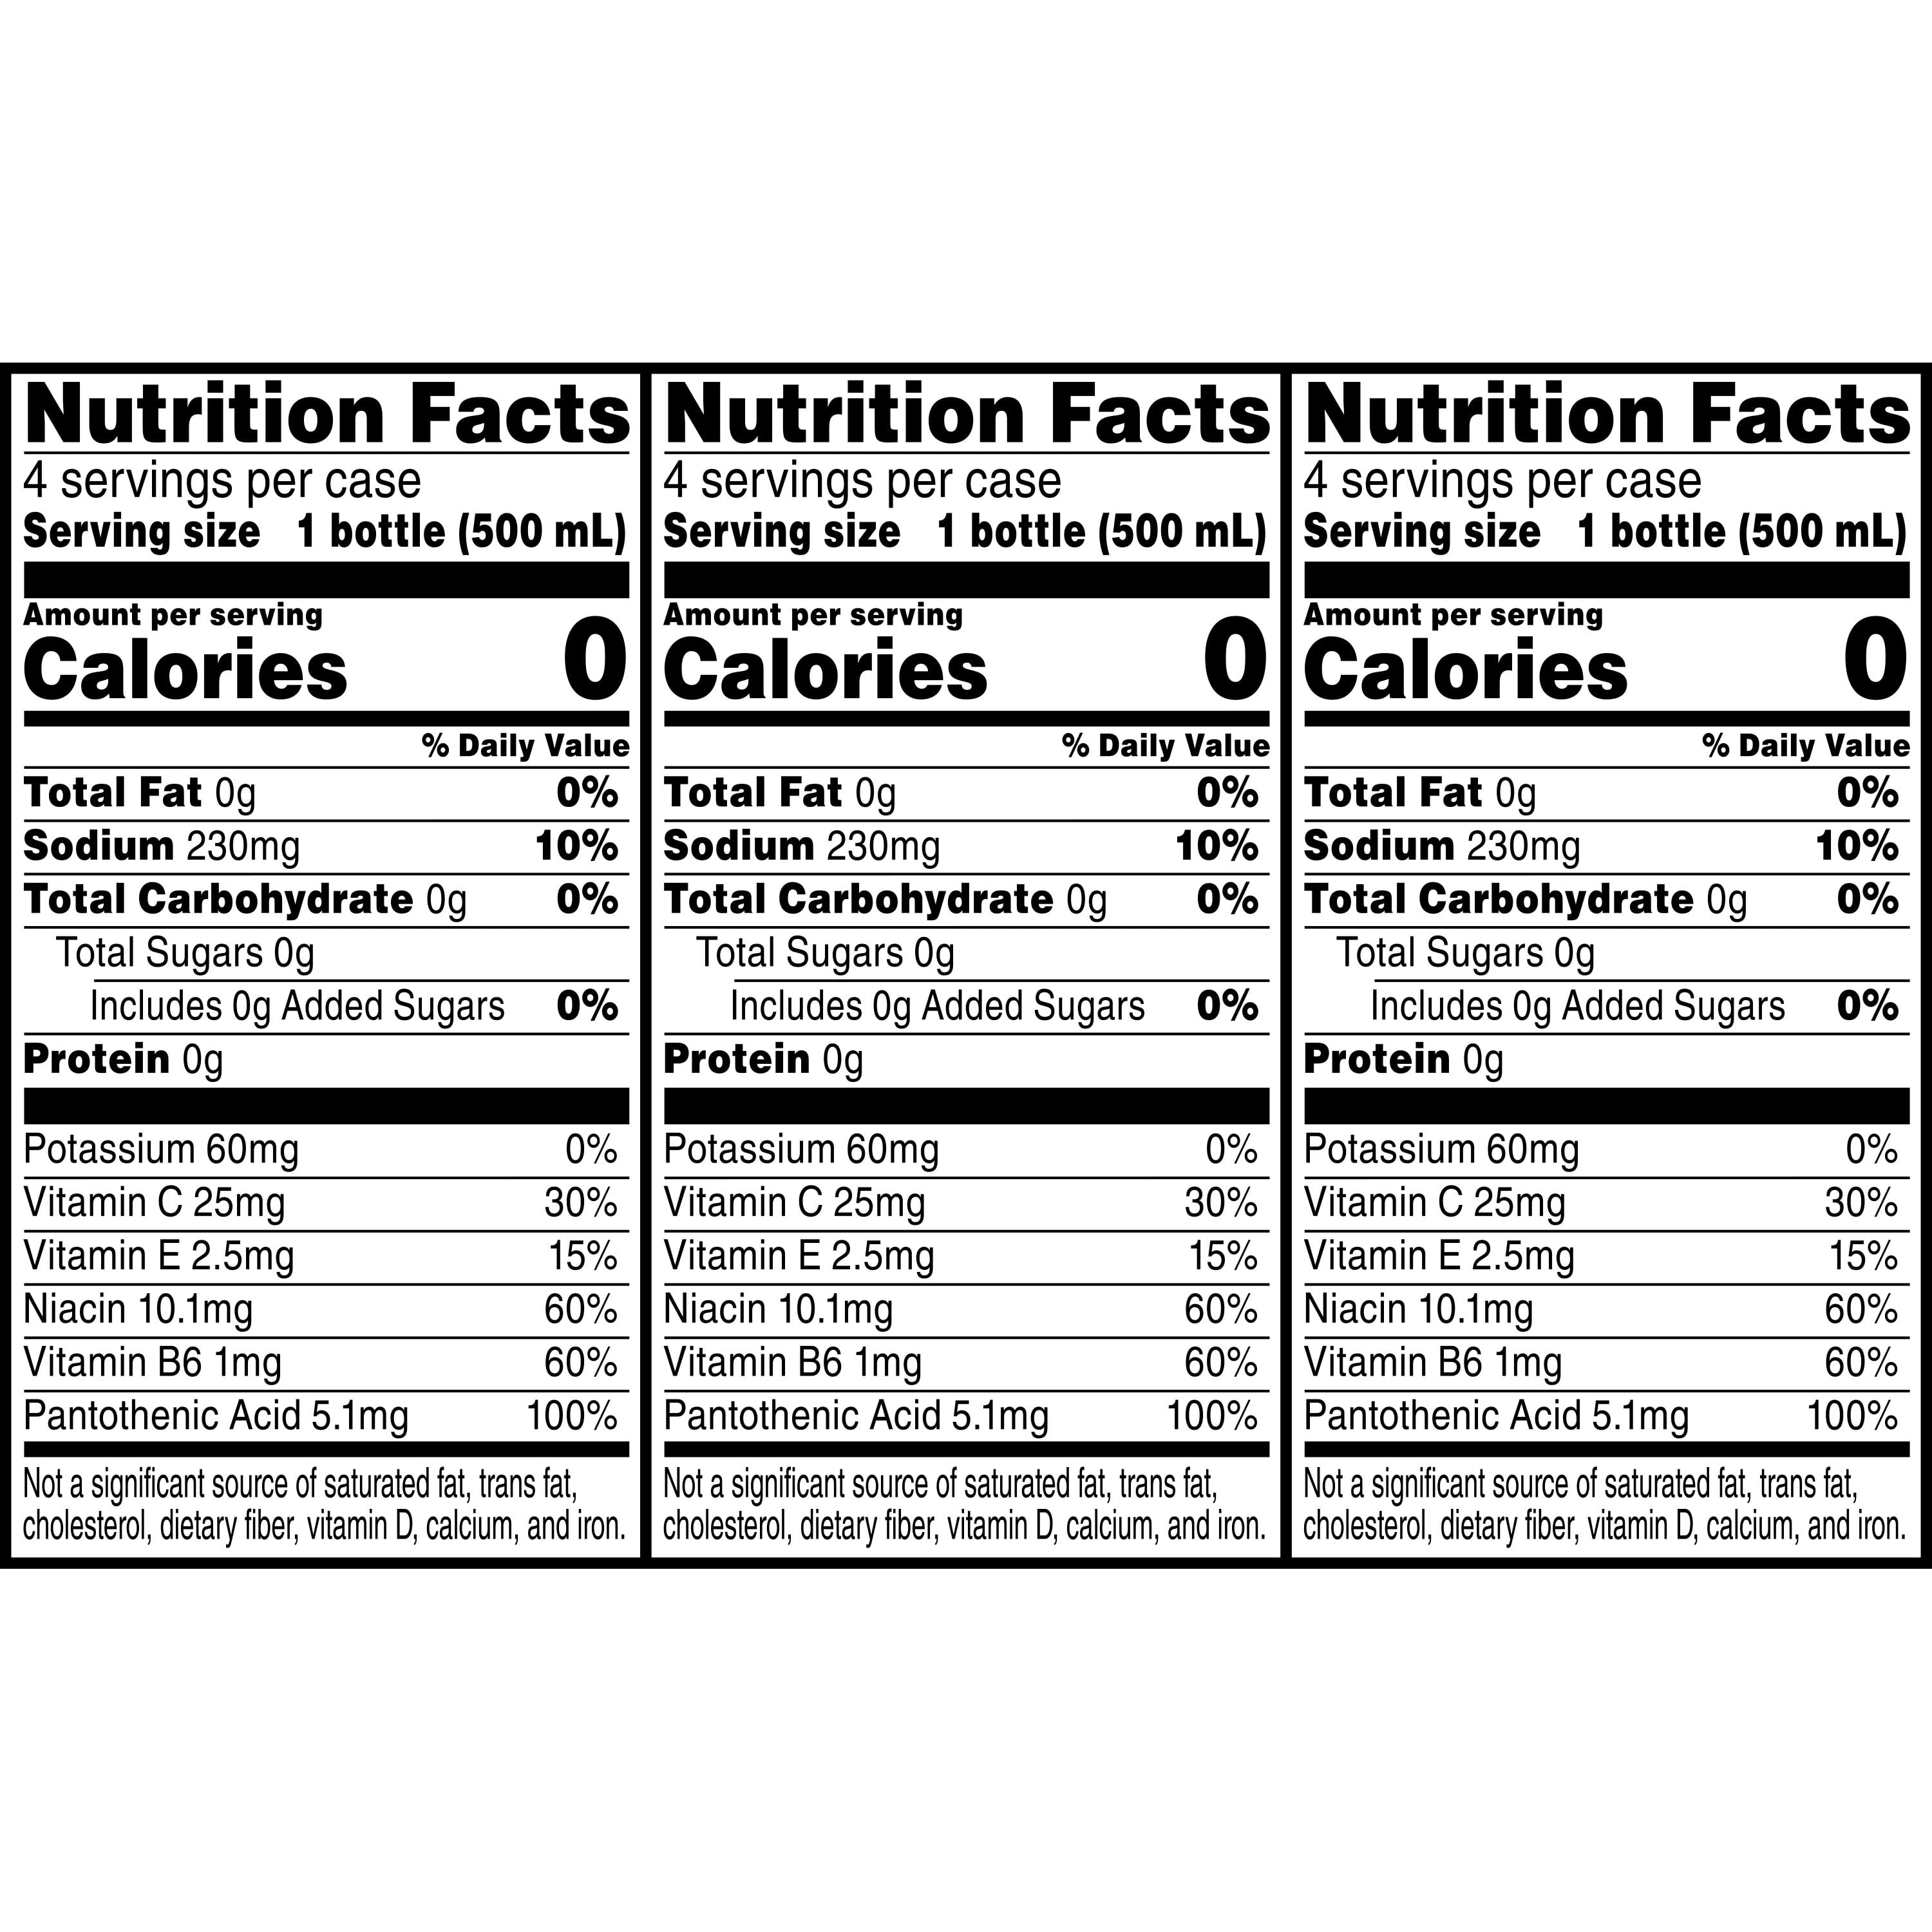 Nutrition Facts
4 servings per case
Serving size 1 bottle (500 mL)
Amount per serving
Calories 0
% Daily Value
Total Fat 0g 0%
Sodium 230mg 10%
Total Carbohydrate 0g 0%
Total Sugars 0g
Includes 0g Added Sugars 0%
Protein 0g
Potassium 60mg 0%
Vitamin C 25mg 30%
Vitamin E 2.5mg 15%
Niacin 10.1mg 60%
Vitamin B6 1mg 60%
Pantothenic Acid 5.1mg 100%
Not a significant source of saturated fat, trans fat,
cholesterol, dietary fiber, vitamin D, calcium, and iron.
Nutrition Facts
4 servings per case
Serving size 1 bottle (500 mL)
Amount per serving
Calories 0
% Daily Value
Total Fat 0g 0%
Sodium 230mg 10%
Total Carbohydrate 0g 0%
Total Sugars 0g
Includes 0g Added Sugars 0%
Protein 0g
Potassium 60mg 0%
Vitamin C 25mg 30%
Vitamin E 2.5mg 15%
Niacin 10.1mg 60%
Vitamin B6 1mg 60%
Pantothenic Acid 5.1mg 100%
Not a significant source of saturated fat, trans fat,
cholesterol, dietary fiber, vitamin D, calcium, and iron.
Nutrition Facts
4 servings per case
Serving size 1 bottle (500 mL)
Amount per serving
Calories 0
% Daily Value
Total Fat 0g 0%
Sodium 230mg 10%
Total Carbohydrate 0g 0%
Total Sugars 0g
Includes 0g Added Sugars 0%
Protein 0g
Potassium 60mg 0%
Vitamin C 25mg 30%
Vitamin E 2.5mg 15%
Niacin 10.1mg 60%
Vitamin B6 1mg 60%
Pantothenic Acid 5.1mg 100%
Not a significant source of saturated fat, trans fat,
cholesterol, dietary fiber, vitamin D, calcium, and iron.